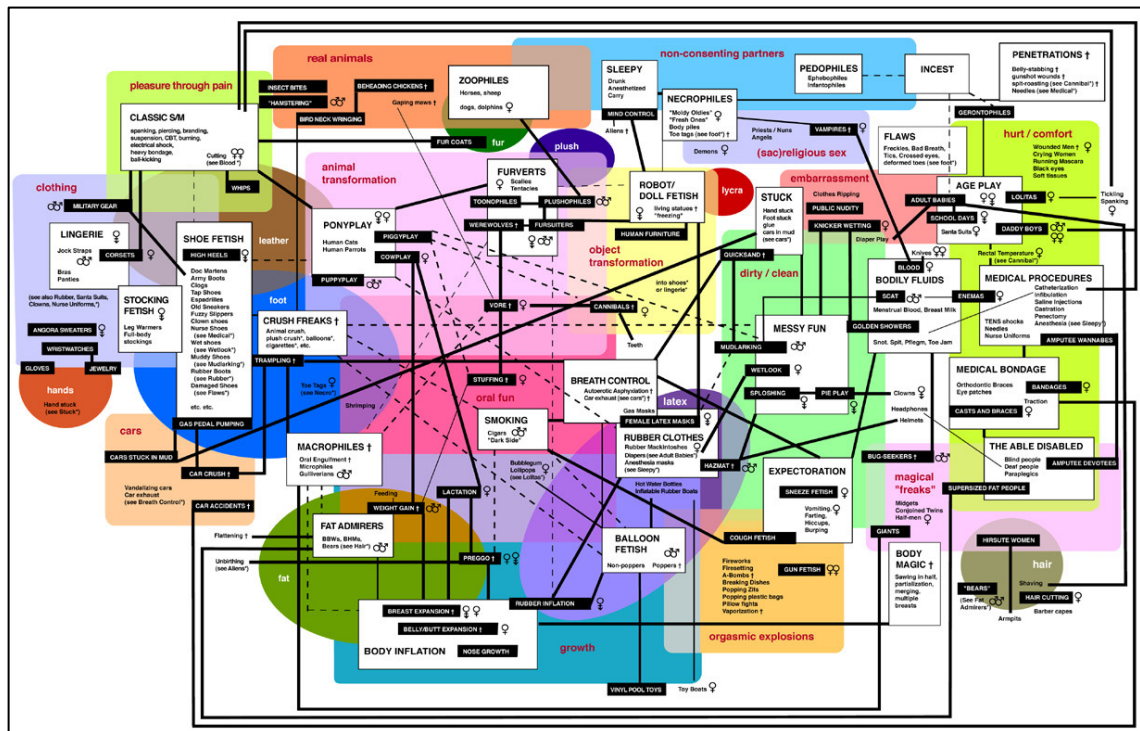 real animals
non-consenting partners
PENETRATIONS †
Belly-stabbing †
gunshot wounds †
spit-roasting (see Cannibal*) †
Needles (see Medical*)
pleasure through pain
INSECT BITES
"HAMSTERING"
BEHEADING CHICKENS †
Gaping maws †
BIRD NECK WRINGING
ZOOPHILES
Horses, sheep
dogs, dolphins
SLEEPY
Drunk
Anesthetized
Carry
MIND CONTROL
Aliens †
NECROPHILES
"Moldy Oldies"
"Fresh Ones"
Body piles
Toe tags (see foot*) †
Demons
PEDOPHILES
Ephebophiles
Infantophiles
INCEST
GERONTOPHILES
CLASSIC S/M
spanking, piercing, branding,
suspension, CBT, burning,
electrical shock,
heavy bondage,
ball-kicking
Cutting
(see Blood*)
WHIPS
FUR COATS
fur
plush
Priests / Nuns
Angels
VAMPIRES †
(sac)religious sex
FLAWS
Freckles, Bad Breath,
Tics, Crossed eyes,
deformed toes (see foot*)
hurt / comfort
Wounded Men †
Crying Women
Running Mascara
Black eyes
Soft tissues
clothing
MILITARY GEAR
LINGERIE
Jock Straps
Bras
Panties
CORSETS
(see also Rubber, Santa Suits,
Clowns, Nurse Uniforms,*)
ANGORA SWEATERS
WRISTWATCHES
GLOVES
JEWELRY
hands
Hand stuck
(see Stuck*)
STOCKING
FETISH
Leg Warmers
Full-body
stockings
SHOE FETISH
HIGH HEELS
Doc Martens
Army Boots
Clogs
Tap Shoes
Espadrilles
Old Sneakers
Fuzzy Slippers
Clown shoes
Nurse Shoes
(see Medical*)
Wet shoes
(see Wetlook*)
Muddy Shoes
(see Mudlarking*)
Rubber Boots
(see Rubber*)
Damaged Shoes
(see Flaws*)
etc. etc.
GAS PEDAL PUMPING
leather
foot
animal
transformation
FURVERTS
Scalies
Tentacles
TOONOPHILES
PLUSHOPHILES
WEREWOLVES †
FURSUITERS
PONYPLAY
Human Cats
Human Parrots
PIGGYPLAY
COWPLAY
PUPPYPLAY
ROBOT/
DOLL FETISH
living statues †
"freezing"
HUMAN FURNITURE
lycra
object
transformation
into shoes*
or lingerie*
STUCK
Hand stuck
Foot stuck
glue
cars in mud
(see cars*)
QUICKSAND †
embarrassment
Clothes Ripping
PUBLIC NUDITY
KNICKER WETTING
Diaper Play
AGE PLAY
ADULT BABIES
SCHOOL DAYS
Santa Suits
LOLITAS
DADDY BOYS
Tickling
Spanking
Rectal Temperature
(see Cannibal*)
Knives
BLOOD
BODILY FLUIDS
SCAT
ENEMAS
Menstrual Blood, Breast Milk
GOLDEN SHOWERS
Snot, Spit, Pflegm, Toe Jam
MEDICAL PROCEDURES
Catheterization
Infibulation
Saline Injections
Castration
Penectomy
Anesthesia (see Sleepy*)
TENS shocks
Needles
Nurse Uniforms
AMPUTEE WANNABES
MEDICAL BONDAGE
Orthodontic Braces
Eye patches
BANDAGES
Traction
CASTS AND BRACES
THE ABLE DISABLED
Blind people
Deaf people
Paraplegics
AMPUTEE DEVOTEES
SUPERSIZED FAT PEOPLE
dirty / clean
MESSY FUN
MUDLARKING
WETLOOK
SPLOSHING
PIE PLAY
Clowns
Headphones
Helmets
CRUSH FREAKS †
Animal crush,
plush crush*, balloons*,
cigarettes*, etc.
TRAMPLING †
Toe Tags
(see Necro*)
Shrimping
VORE †
CANNIBALS †
Teeth
STUFFING †
oral fun
BREATH CONTROL
Autoerotic Asphyxiation †
Car exhaust (see cars*) †
Gas Masks
FEMALE LATEX MASKS
latex
RUBBER CLOTHES
Rubber Mackintoshes
Diapers (see Adult Babies*)
Anesthesia masks
(see Sleepy*)
HAZMAT †
Hot Water Bottles
Inflatable Rubber Boats
SMOKING
Cigars
"Dark Side"
Bubblegum
Lollipops
(see Lolitas*)
cars
CARS STUCK IN MUD
CAR CRUSH †
Vandalizing cars
Car exhaust
(see Breath Control*)
CAR ACCIDENTS †
MACROPHILES †
Oral Engulfment †
Microphiles
Gulliverians
Feeding
WEIGHT GAIN †
LACTATION
FAT ADMIRERS
BBWs, BHMs,
Bears (see Hair*)
Flattening †
Unbirthing
(see Aliens*)
fat
PREGGO †
BREAST EXPANSION †
BELLY/BUTT EXPANSION †
BODY INFLATION
NOSE GROWTH
RUBBER INFLATION
growth
BALLOON
FETISH
Non-poppers
Poppers †
VINYL POOL TOYS
Toy Boats
EXPECTORATION
SNEEZE FETISH
Vomiting,
Farting,
Hiccups,
Burping
COUGH FETISH
Fireworks
Firesetting
A-Bombs †
Breaking Dishes
Popping Zits
Popping plastic bags
Pillow fights
Vaporization †
GUN FETISH
orgasmic explosions
BUG-SEEKERS †
magical
"freaks"
Midgets
Conjoined Twins
Half-men
GIANTS
BODY
MAGIC †
Sawing in half,
partialization,
merging,
multiple
breasts
HIRSUTE WOMEN
hair
"BEARS"
(See Fat
Admirers*)
Shaving
HAIR CUTTING
Barber capes
Armpits